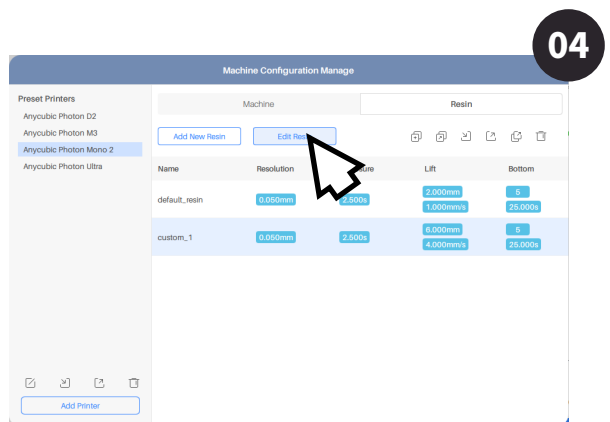 04
Machine Configuration Manage
Preset Printers
Anycubic Photon D2
Anycubic Photon M3
Anycubic Photon Mono 2
Anycubic Photon Ultra
Machine Resin
Add New Resin Edit
Name Resolution Lift Bottom
default_resin 0.050mm 2.500s 2.000mm 5
1.000mm/s 25.000s
custom_1 0.050mm 2.500s 6.000mm 5
4.000mm/s 25.000s
Add Printer